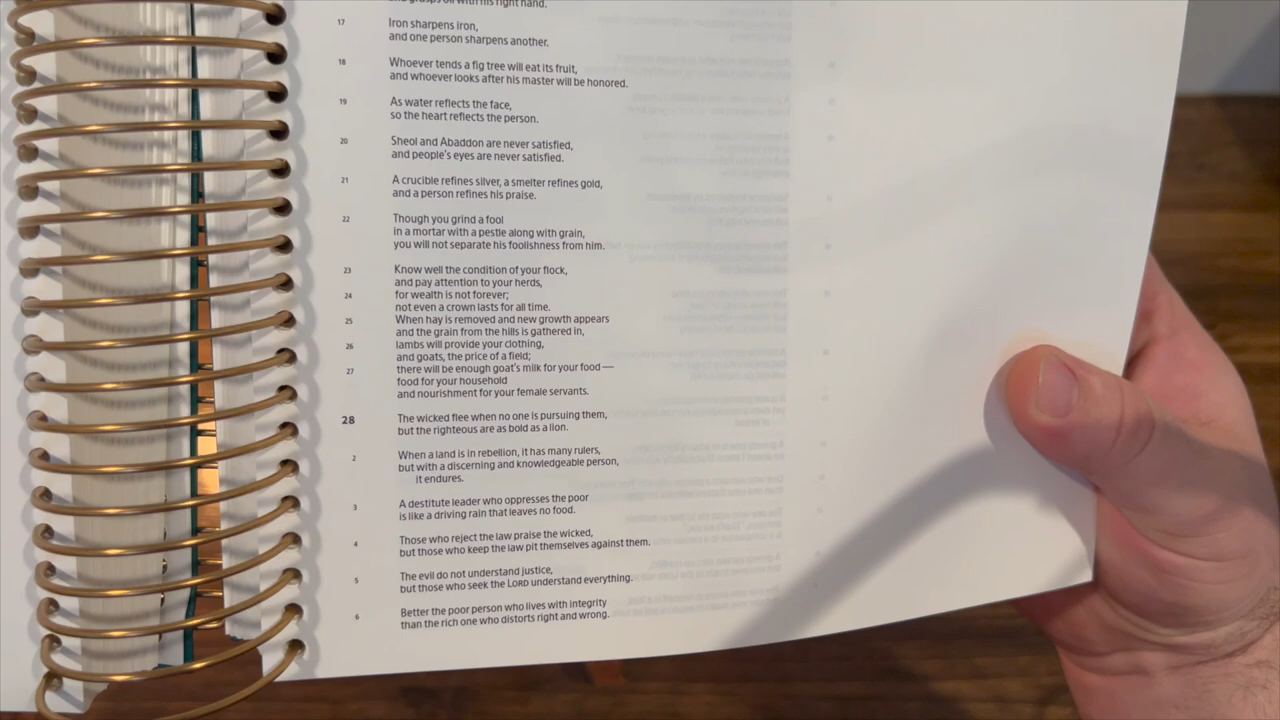 and grasps oil with his right hand.
17 Iron sharpens iron,
and one person sharpens another.
18 Whoever tends a fig tree will eat its fruit,
and whoever looks after his master will be honored.
19 As water reflects the face,
so the heart reflects the person.
20 Sheol and Abaddon are never satisfied,
and people's eyes are never satisfied.
21 A crucible refines silver, a smelter refines gold,
and a person refines his praise.
22 Though you grind a fool
in a mortar with a pestle along with grain,
you will not separate his foolishness from him.
23 Know well the condition of your flock,
and pay attention to your herds,
24 for wealth is not forever;
not even a crown lasts for all time.
25 When hay is removed and new growth appears
and the grain from the hills is gathered in,
26 lambs will provide your clothing,
and goats, the price of a field;
27 there will be enough goat's milk for your food—
food for your household
and nourishment for your female servants.
28 The wicked flee when no one is pursuing them,
but the righteous are as bold as a lion.
2 When a land is in rebellion, it has many rulers,
but with a discerning and knowledgeable person,
it endures.
3 A destitute leader who oppresses the poor
is like a driving rain that leaves no food.
4 Those who reject the law praise the wicked,
but those who keep the law pit themselves against them.
5 The evil do not understand justice,
but those who seek the LORD understand everything.
6 Better the poor person who lives with integrity
than the rich one who distorts right and wrong.